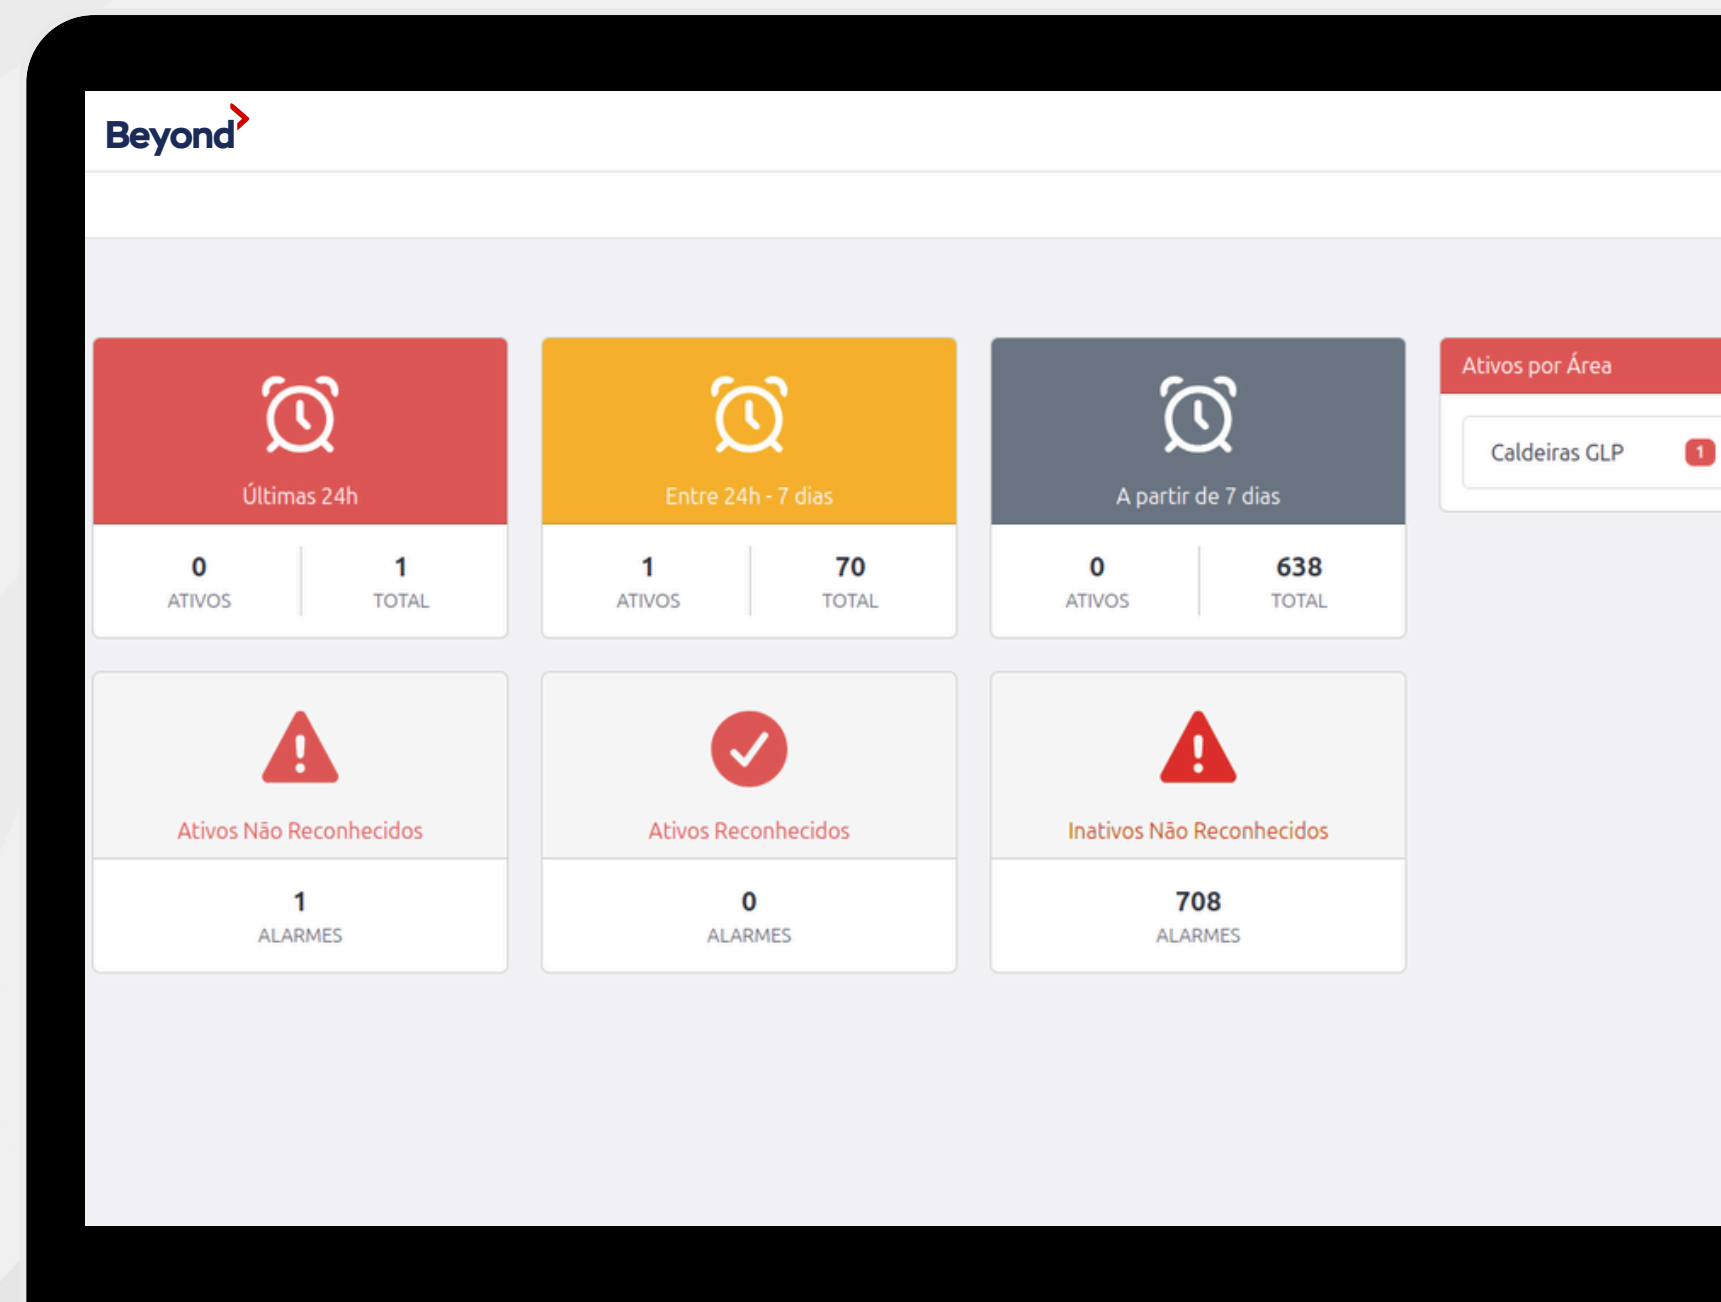 Beyond
Últimas 24h
0
ATIVOS
1
TOTAL
Entre 24h - 7 dias
1
ATIVOS
70
TOTAL
A partir de 7 dias
0
ATIVOS
638
TOTAL
Ativos por Área
Caldeiras GLP 1
Ativos Não Reconhecidos
1
ALARMES
Ativos Reconhecidos
0
ALARMES
Inativos Não Reconhecidos
708
ALARMES